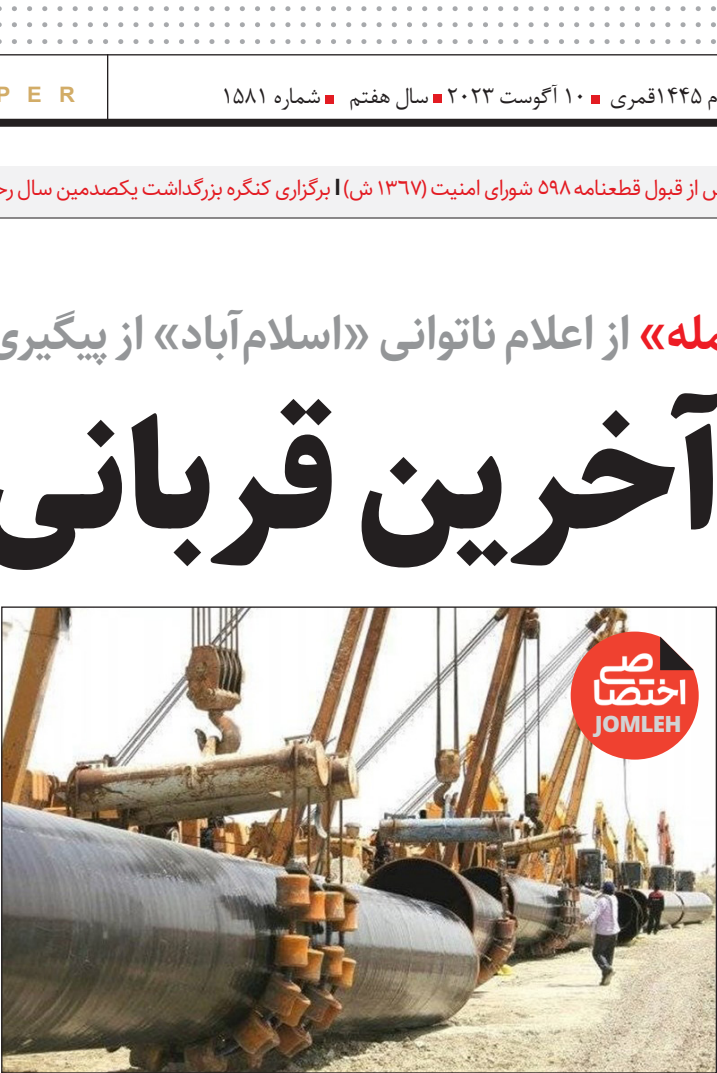 م ۱۴۴۵قمری ■ ۱۰ آگوست ۲۰۲۳ ■ سال هفتم ■ شماره ۱۵۸۱
PER
از قبول قطعنامه ۵۹۸ شورای امنیت (۱۳۶۷ ش) | برگزاری کنگره بزرگداشت یکصدمین سال
مله» از اعلام ناتوانی «اسلام‌آباد» از پیگیری
آخرین قربانی
اختصاصی
JOMLEH